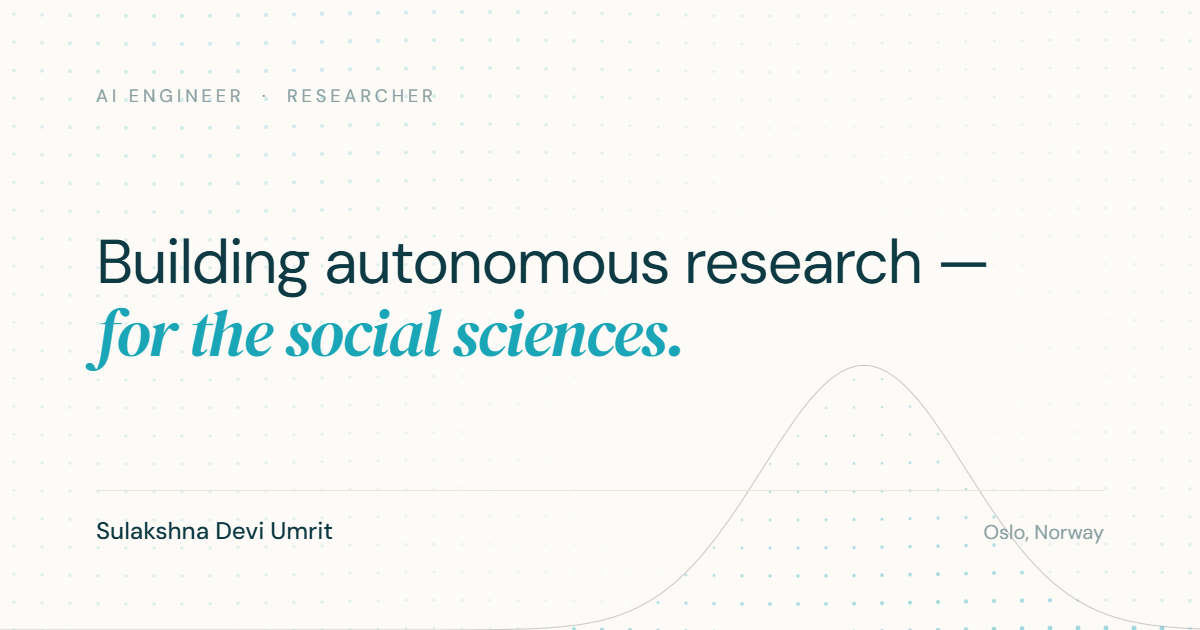 AI ENGINEER · RESEARCHER
Building autonomous research —
for the social sciences.
Sulakshna Devi Umrit
Oslo, Norway